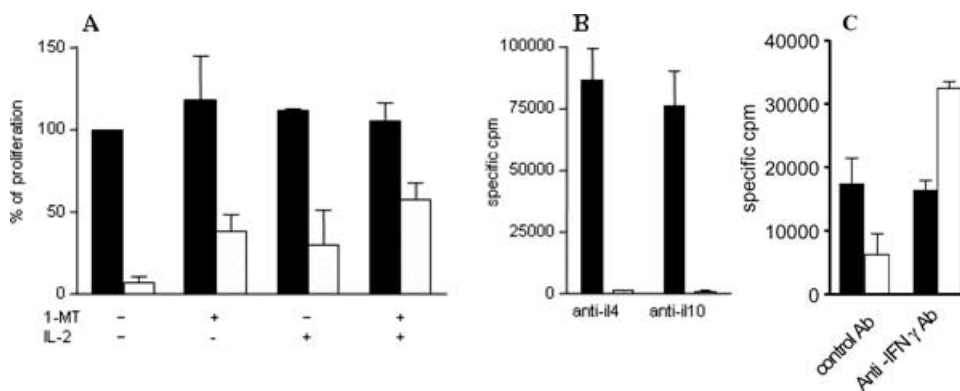 A
150
100
50
0
% of proliferation
1-MT − + − +
IL-2 − - + +
B
100000
75000
50000
25000
0
specific cpm
anti-il4 anti-il10
C
40000
30000
20000
10000
0
specific cpm
control Ab
Anti -IFN-γ Ab